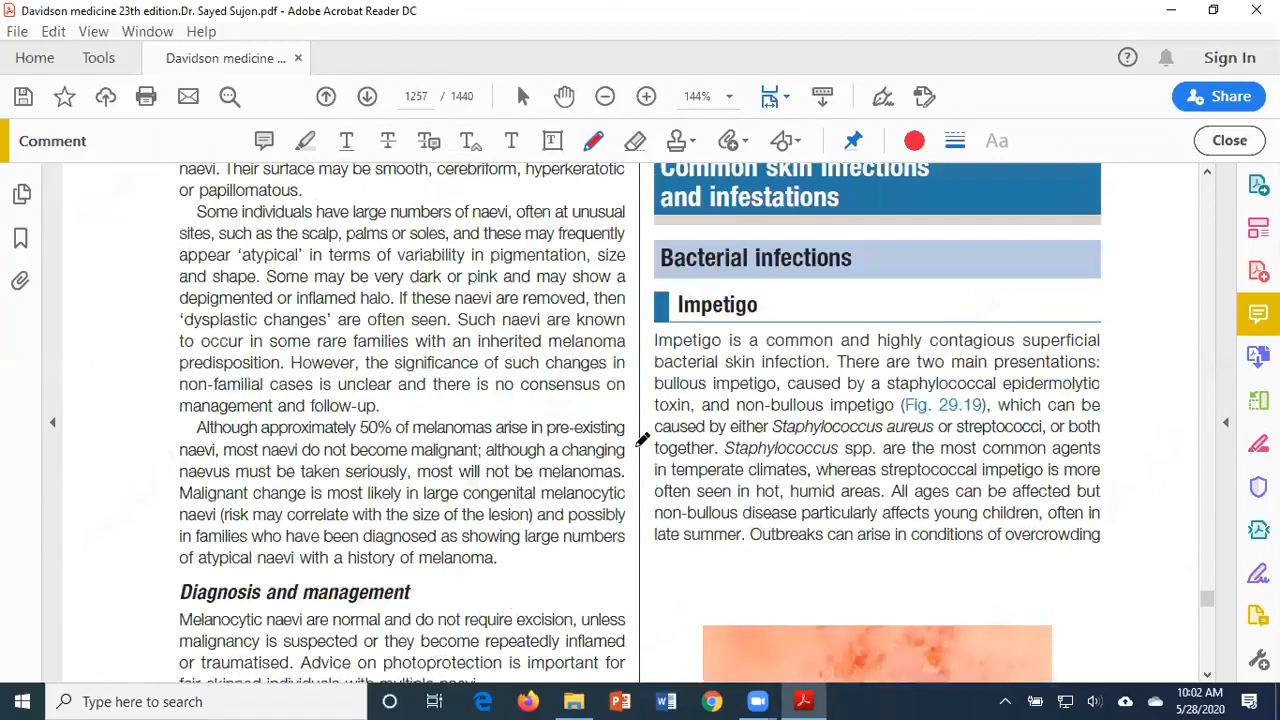 Davidson medicine 23th edition.Dr. Sayed Sujon.pdf - Adobe Acrobat Reader DC
File Edit View Window Help
Home Tools Davidson medicine ... × Sign In
1257 / 1440 144% Share
Comment Aa Close
naevi. Their surface may be smooth, cerebriform, hyperkeratotic
or papillomatous.
Some individuals have large numbers of naevi, often at unusual
sites, such as the scalp, palms or soles, and these may frequently
appear ‘atypical’ in terms of variability in pigmentation, size
and shape. Some may be very dark or pink and may show a
depigmented or inflamed halo. If these naevi are removed, then
‘dysplastic changes’ are often seen. Such naevi are known
to occur in some rare families with an inherited melanoma
predisposition. However, the significance of such changes in
non-familial cases is unclear and there is no consensus on
management and follow-up.
Although approximately 50% of melanomas arise in pre-existing
naevi, most naevi do not become malignant; although a changing
naevus must be taken seriously, most will not be melanomas.
Malignant change is most likely in large congenital melanocytic
naevi (risk may correlate with the size of the lesion) and possibly
in families who have been diagnosed as showing large numbers
of atypical naevi with a history of melanoma.
Diagnosis and management
Melanocytic naevi are normal and do not require excision, unless
malignancy is suspected or they become repeatedly inflamed
or traumatised. Advice on photoprotection is important for
fair-skinned individuals with multiple naevi.
Common skin infections
and infestations
Bacterial infections
Impetigo
Impetigo is a common and highly contagious superficial
bacterial skin infection. There are two main presentations:
bullous impetigo, caused by a staphylococcal epidermolytic
toxin, and non-bullous impetigo (Fig. 29.19), which can be
caused by either Staphylococcus aureus or streptococci, or both
together. Staphylococcus spp. are the most common agents
in temperate climates, whereas streptococcal impetigo is more
often seen in hot, humid areas. All ages can be affected but
non-bullous disease particularly affects young children, often in
late summer. Outbreaks can arise in conditions of overcrowding
Type here to search
10:02 AM
5/28/2020